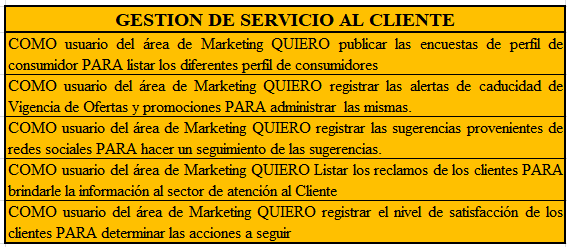 GESTION DE SERVICIO AL CLIENTE
COMO usuario del área de Marketing QUIERO publicar las encuestas de perfil de
consumidor PARA listar los diferentes perfil de consumidores
COMO usuario del área de Marketing QUIERO registrar las alertas de caducidad de
Vigencia de Ofertas y promociones PARA administrar las mismas.
COMO usuario del área de Marketing QUIERO registrar las sugerencias provenientes de
redes sociales PARA hacer un seguimiento de las sugerencias.
COMO usuario del área de Marketing QUIERO Listar los reclamos de los clientes PARA
brindarle la información al sector de atención al Cliente
COMO usuario del área de Marketing QUIERO registrar el nivel de satisfacción de los
clientes PARA determinar las acciones a seguir